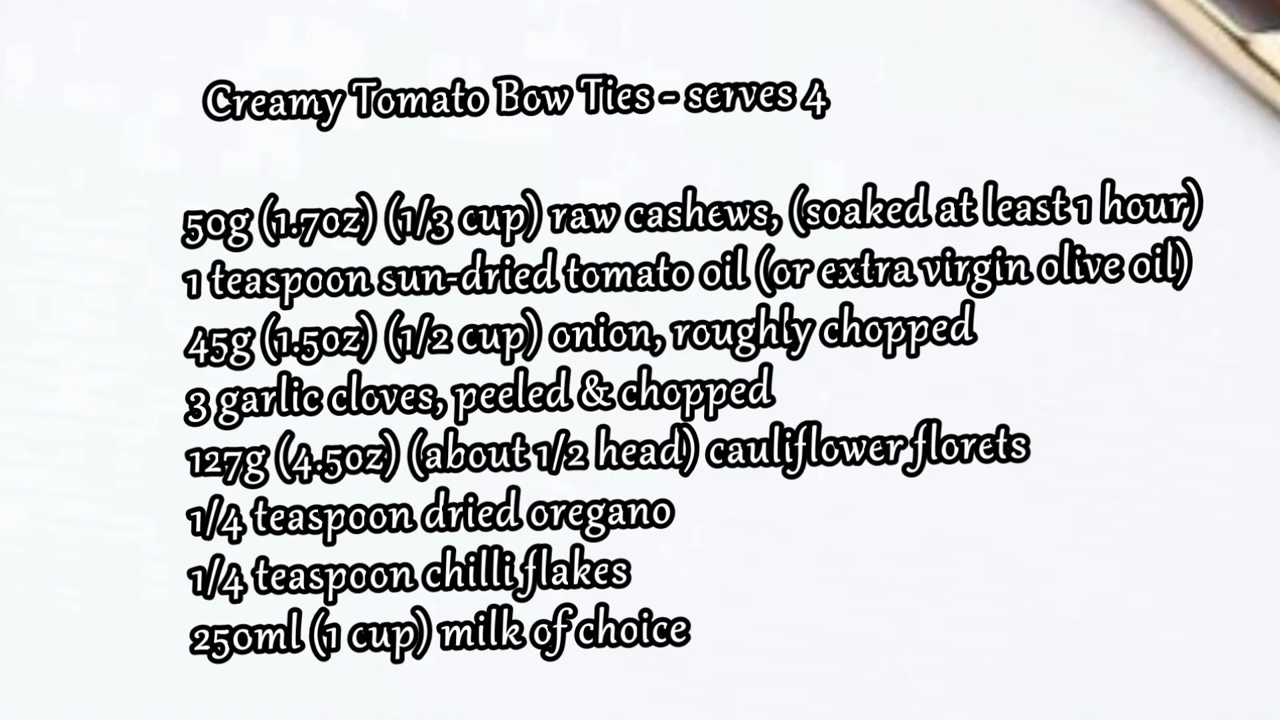 Creamy Tomato Bow Ties - serves 4
50g (1.7oz) (1/3 cup) raw cashews, (soaked at least 1 hour)
1 teaspoon sun-dried tomato oil (or extra virgin olive oil)
45g (1.5oz) (1/2 cup) onion, roughly chopped
3 garlic cloves, peeled & chopped
127g (4.5oz) (about 1/2 head) cauliflower florets
1/4 teaspoon dried oregano
1/4 teaspoon chilli flakes
250ml (1 cup) milk of choice